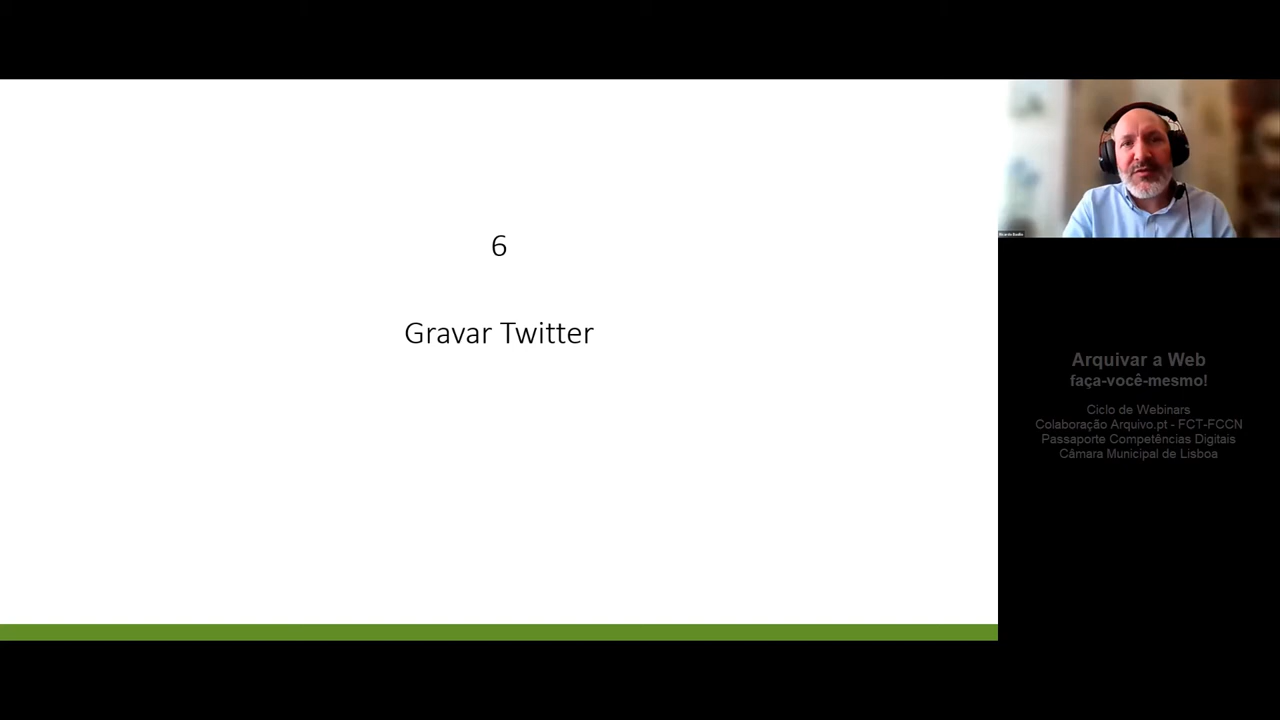 6
Gravar Twitter
Arquivar a Web
faça-você-mesmo!
Ciclo de Webinars
Colaboração Arquivo.pt - FCT-FCCN
Passaporte Competências Digitais
Câmara Municipal de Lisboa